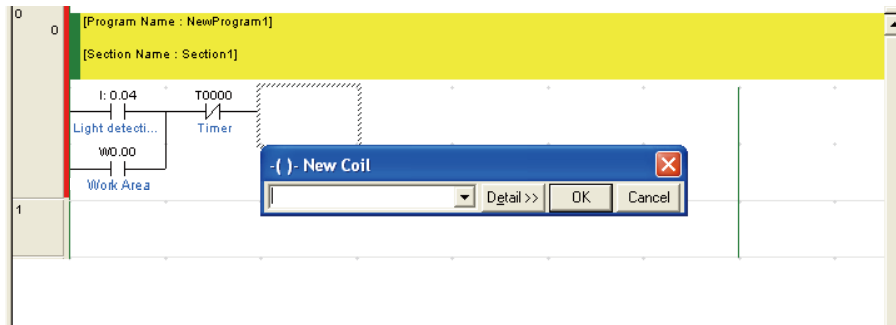 0
0
[Program Name : NewProgram1]
[Section Name : Section1]
I: 0.04
T0000
Light detecti...
Timer
W0.00
Work Area
-( )- New Coil
Detail >>
OK
Cancel
1